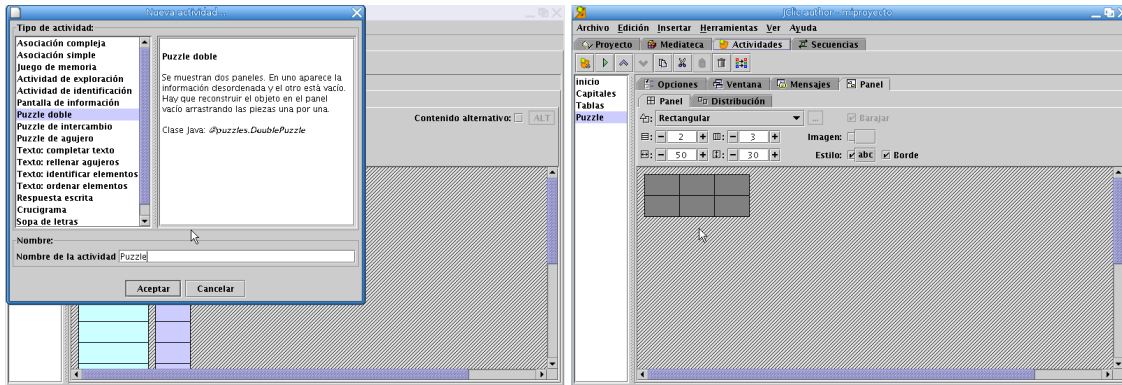 Nueva actividad...
Tipo de actividad:
Asociación compleja
Asociación simple
Juego de memoria
Actividad de exploración
Actividad de identificación
Pantalla de información
Puzzle doble
Puzzle de intercambio
Puzzle de agujero
Texto: completar texto
Texto: rellenar agujeros
Texto: identificar elementos
Texto: ordenar elementos
Respuesta escrita
Crucigrama
Sopa de letras
Puzzle doble
Se muestran dos paneles. En uno aparece la
información desordenada y el otro está vacío.
Hay que reconstruir el objeto en el panel
vacío arrastrando las piezas una por una.
Clase Java: @puzzles.DoublePuzzle
Nombre:
Nombre de la actividad Puzzle
Aceptar Cancelar
Contenido alternativo: ALT
JClic author - miproyecto
Archivo Edición Insertar Herramientas Ver Ayuda
Proyecto Mediateca Actividades Secuencias
inicio
Capitales
Tablas
Puzzle
Opciones Ventana Mensajes Panel
Panel Distribución
Rectangular ... Barajar
2 3 Imagen:
50 30 Estilo: abc Borde